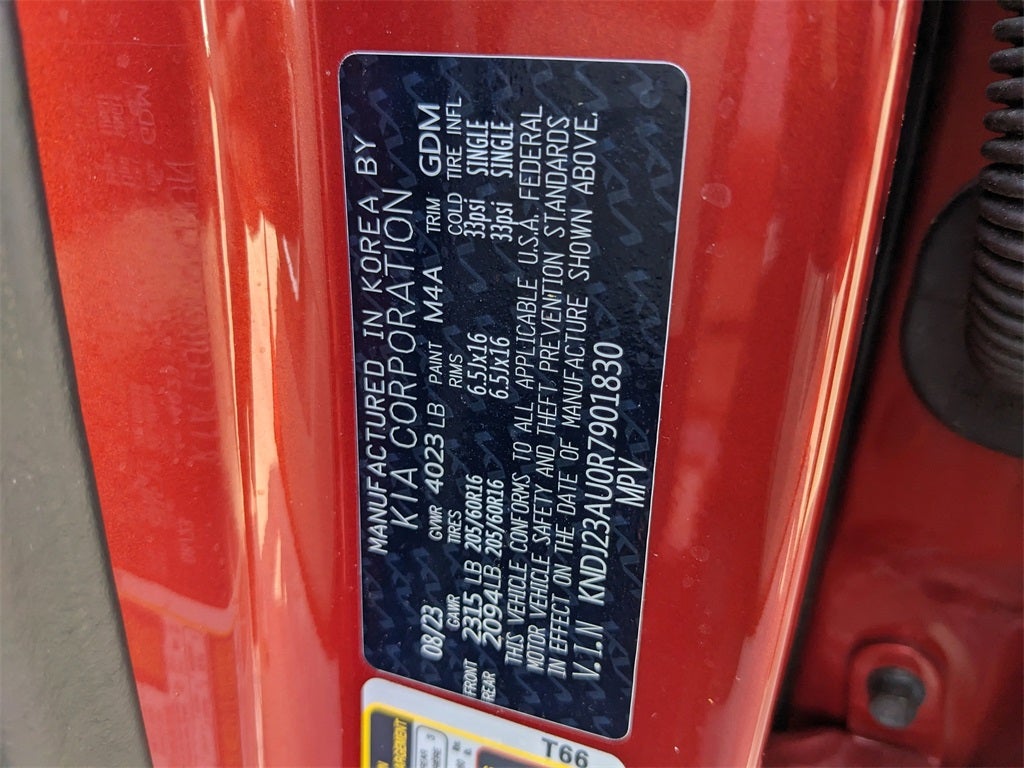 MANUFACTURED IN KOREA BY
KIA CORPORATION
08/23 GVWR 4023 LB PAINT M4A TRIM GDM
GAWR TIRES RIMS COLD TIRE INFL
FRONT 2315 LB 205/60R16 6.5Jx16 33psi SINGLE
REAR 2094LB 205/60R16 6.5Jx16 33psi SINGLE
THIS VEHICLE CONFORMS TO ALL APPLICABLE U.S.A. FEDERAL
MOTOR VEHICLE SAFETY AND THEFT PREVENTION STANDARDS
IN EFFECT ON THE DATE OF MANUFACTURE SHOWN ABOVE.
V.I.N KNDJ23AU0R7901830
MPV
T66